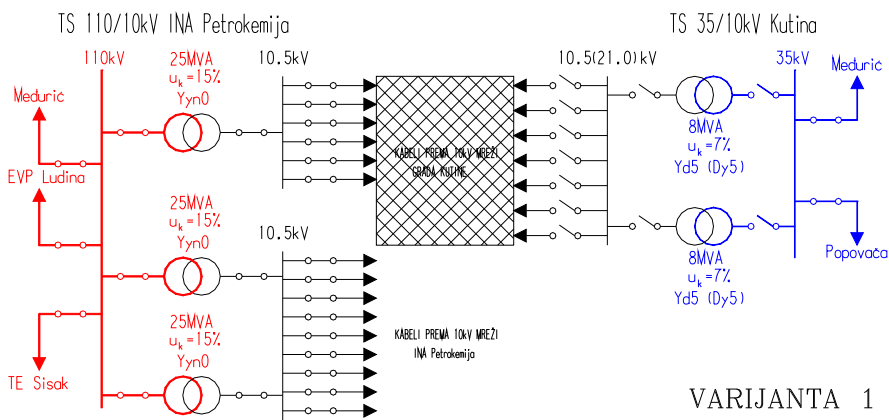 TS 110/10kV INA Petrokemija
TS 35/10kV Kutina
110kV
25MVA
uk=15%
Yyn0
10.5kV
10.5(21.0)kV
35kV
Međurić
Međurić
EVP Ludina
KABELI PREMA 10kV MREŽI
GRADA KUTINE
8MVA
uk=7%
Yd5 (Dy5)
25MVA
uk=15%
Yyn0
10.5kV
8MVA
uk=7%
Yd5 (Dy5)
Popovača
25MVA
uk=15%
Yyn0
KABELI PREMA 10kV MREŽI
INA Petrokemija
TE Sisak
VARIJANTA 1